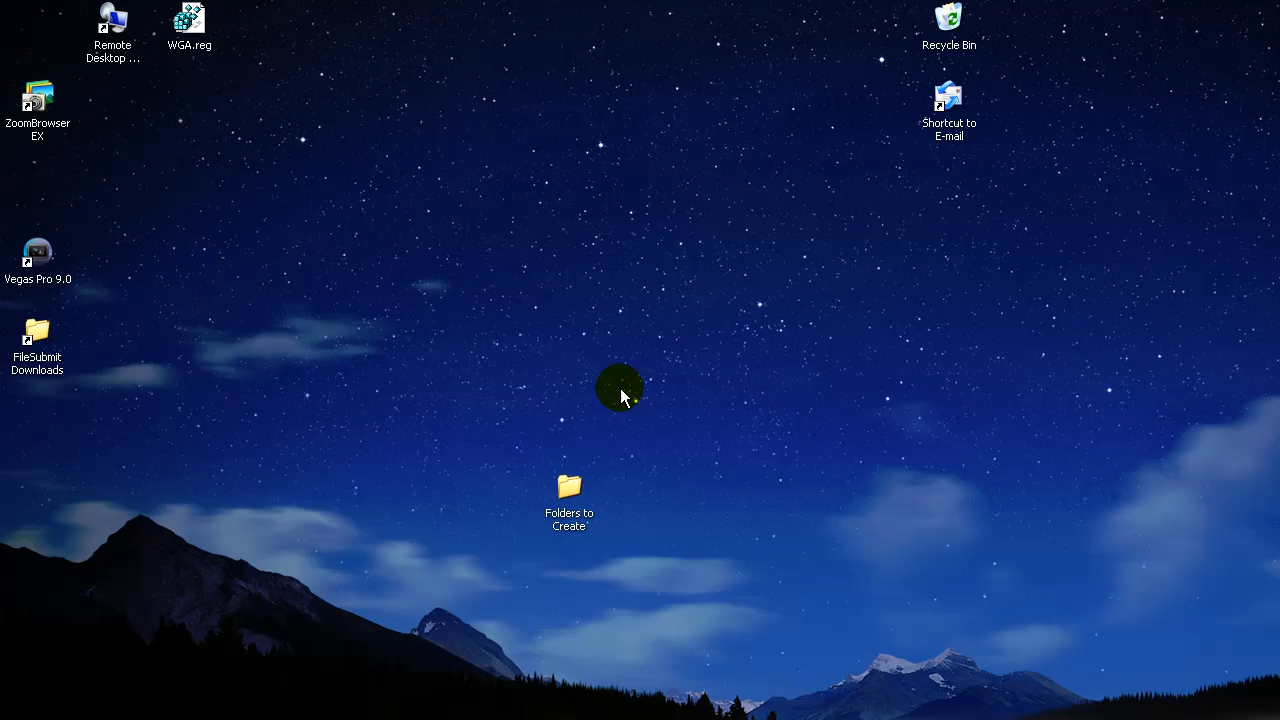 Remote
Desktop ...
WGA.reg
Recycle Bin
ZoomBrowser
EX
Shortcut to
E-mail
Vegas Pro 9.0
FileSubmit
Downloads
Folders to
Create